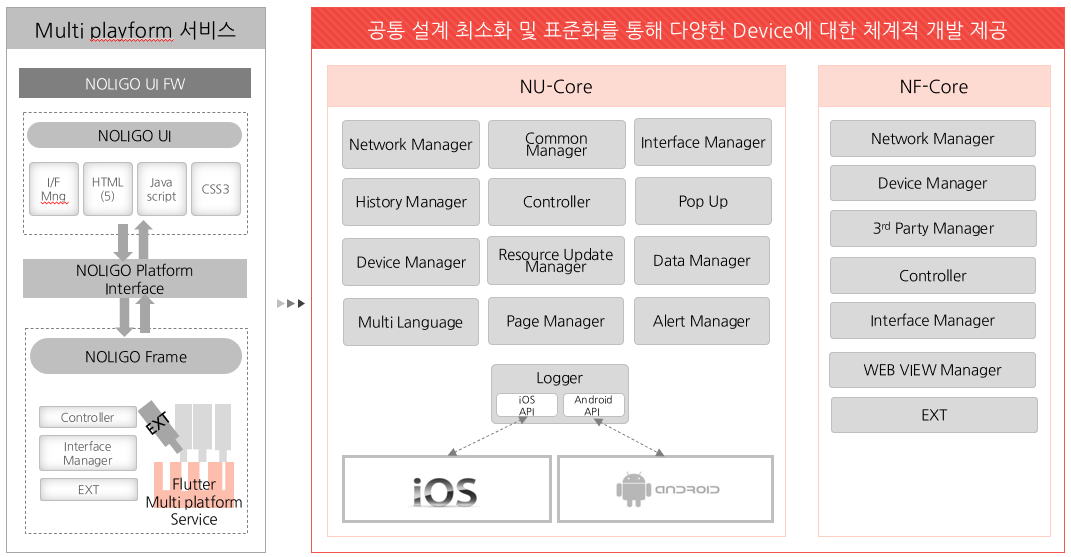 Multi playform 서비스
NOLIGO UI FW
NOLIGO UI
I/F
Mng
HTML
(5)
Java
script
CSS3
NOLIGO Platform
Interface
NOLIGO Frame
Controller
Interface
Manager
EXT
EXT
Flutter
Multi platform
Service
공통 설계 최소화 및 표준화를 통해 다양한 Device에 대한 체계적 개발 제공
NU-Core
Network Manager
Common
Manager
Interface Manager
History Manager
Controller
Pop Up
Device Manager
Resource Update
Manager
Data Manager
Multi Language
Page Manager
Alert Manager
Logger
iOS
API
Android
API
iOS
ANDROID
NF-Core
Network Manager
Device Manager
3rd Party Manager
Controller
Interface Manager
WEB VIEW Manager
EXT